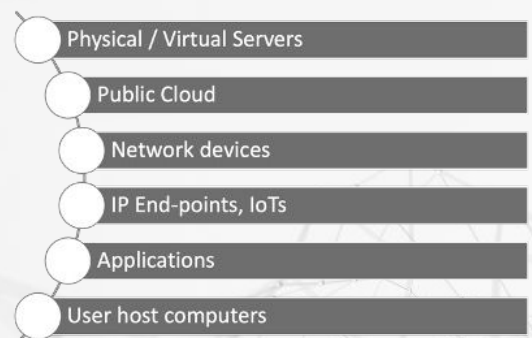 Physical / Virtual Servers
Public Cloud
Network devices
IP End-points, IoTs
Applications
User host computers